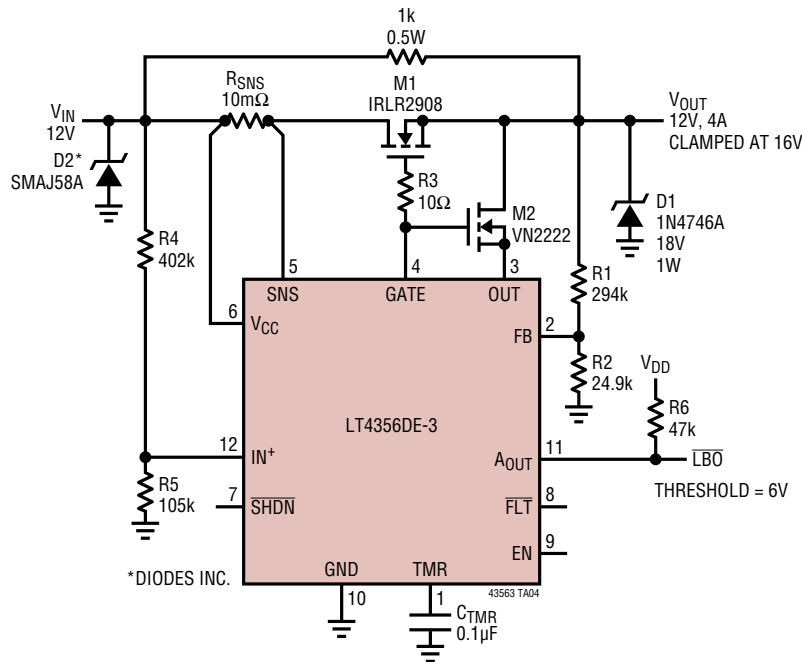 1k
0.5W
RSNS
10mΩ
M1
IRLR2908
VIN
12V
VOUT
12V, 4A
CLAMPED AT 16V
D2*
SMAJ58A
R3
10Ω
M2
VN2222
D1
1N4746A
18V
1W
R4
402k
5
4
3
SNS
GATE
OUT
R1
294k
6
VCC
FB
2
R2
24.9k
VDD
LT4356DE-3
R6
47k
12
IN+
AOUT
11
LBO
THRESHOLD = 6V
R5
105k
7
SHDN
FLT
8
EN
9
*DIODES INC.
GND
TMR
43563 TA04
10
1
CTMR
0.1µF